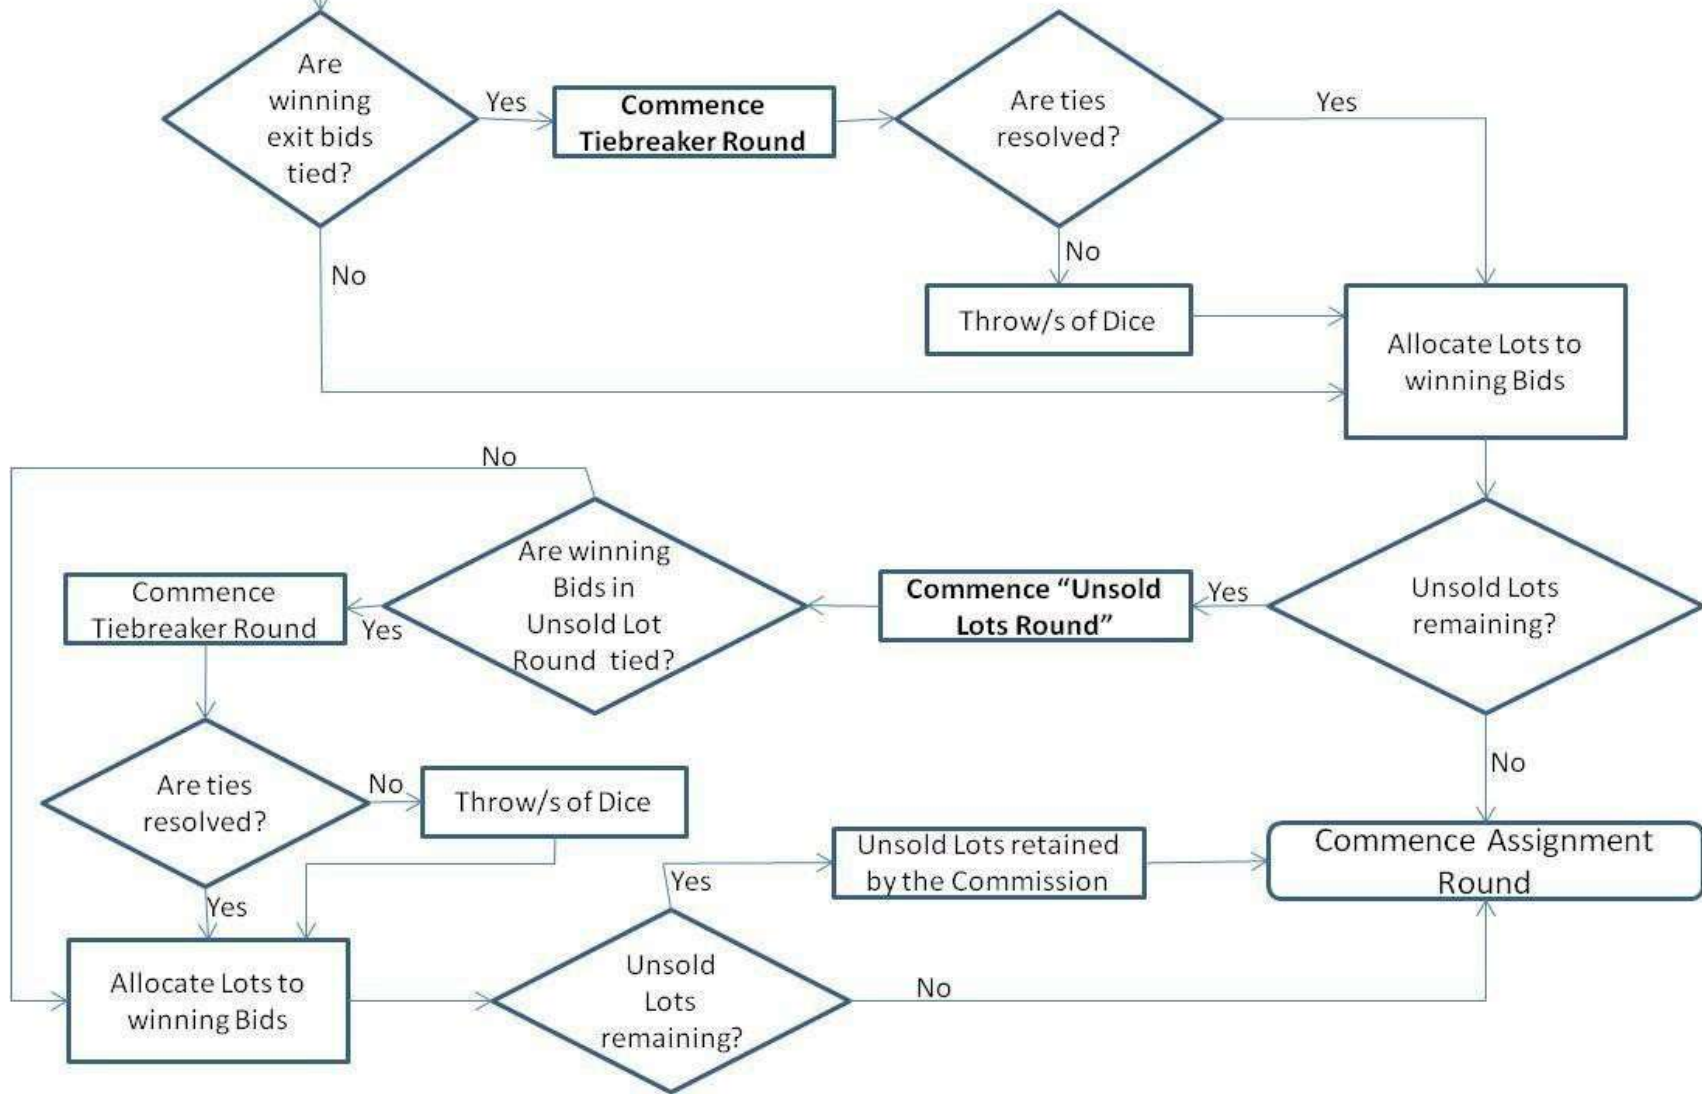 Are
winning
exit bids
tied?
Yes
Commence
Tiebreaker Round
Are ties
resolved?
Yes
No
No
Throw/s of Dice
Allocate Lots to
winning Bids
No
Are winning
Bids in
Unsold Lot
Round tied?
Commence
Tiebreaker Round
Yes
Commence “Unsold
Lots Round”
Yes
Unsold Lots
remaining?
No
Are ties
resolved?
No
Throw/s of Dice
Yes
Unsold Lots retained
by the Commission
Commence Assignment
Round
Yes
Allocate Lots to
winning Bids
Unsold
Lots
remaining?
No